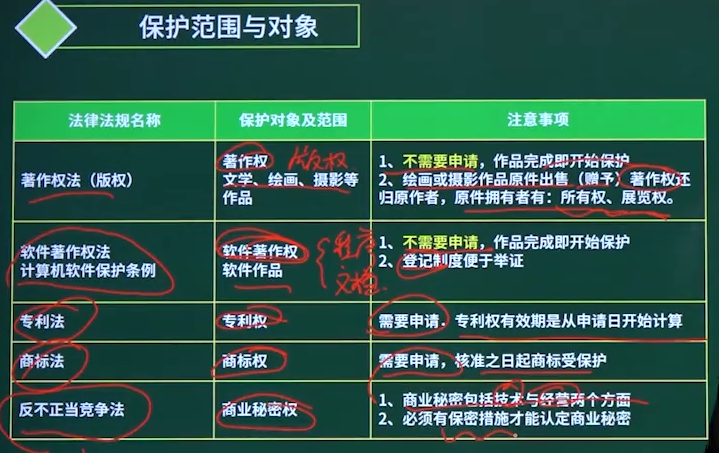 保护范围与对象
法律法规名称
保护对象及范围
注意事项
著作权法（版权）
著作权
版权
文学、绘画、摄影等
作品
1、不需要申请，作品完成即开始保护
2、绘画或摄影作品原件出售（赠予）著作权还
归原作者，原件拥有者有：所有权、展览权。
软件著作权法
计算机软件保护条例
软件著作权
软件作品
程序
文档
1、不需要申请，作品完成即开始保护
2、登记制度便于举证
专利法
专利权
需要申请，专利权有效期是从申请日开始计算
商标法
商标权
需要申请，核准之日起商标受保护
反不正当竞争法
商业秘密权
1、商业秘密包括技术与经营两个方面
2、必须有保密措施才能认定商业秘密